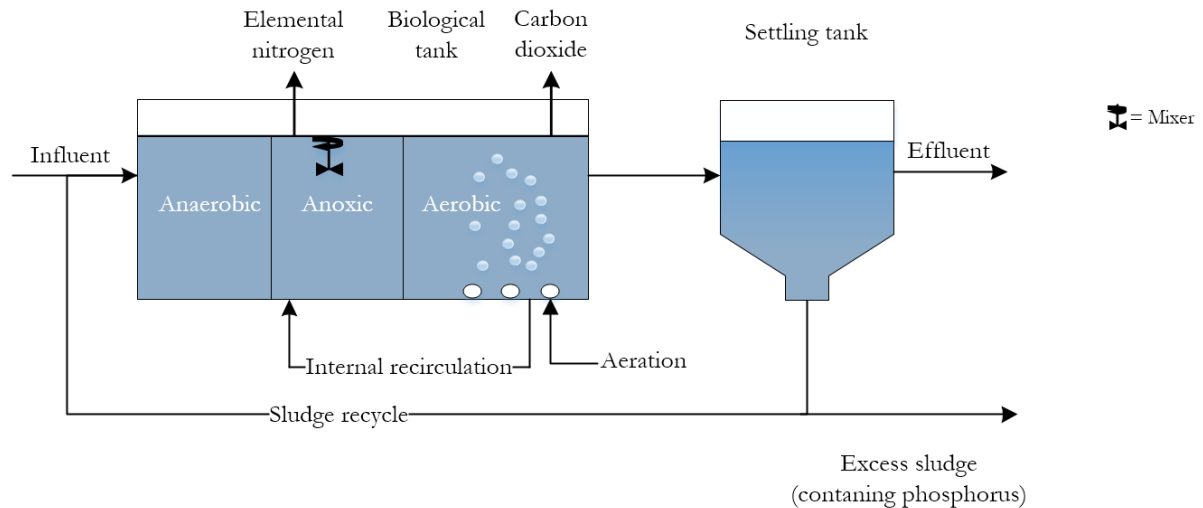 Elemental
nitrogen
Biological
tank
Carbon
dioxide
Settling tank
= Mixer
Influent
Effluent
Anaerobic
Anoxic
Aerobic
Internal recirculation
Aeration
Sludge recycle
Excess sludge
(contaning phosphorus)